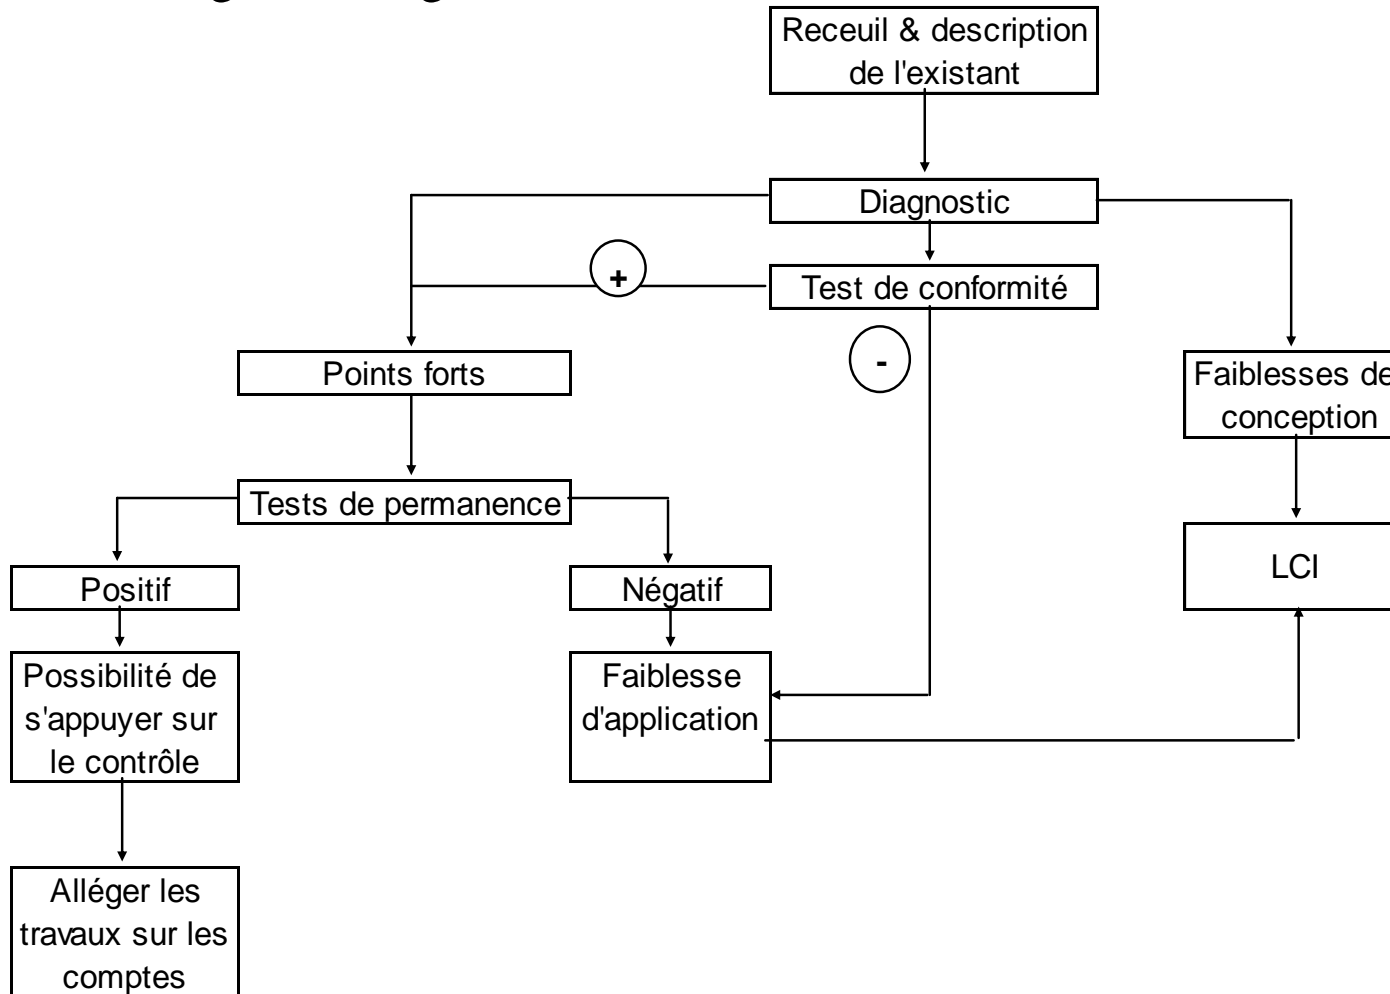 Receuil & description
de l'existant
Diagnostic
+
Test de conformité
-
Points forts
Faiblesses de
conception
Tests de permanence
LCI
Positif
Négatif
Possibilité de
s'appuyer sur
le contrôle
Faiblesse
d'application
Alléger les
travaux sur les
comptes